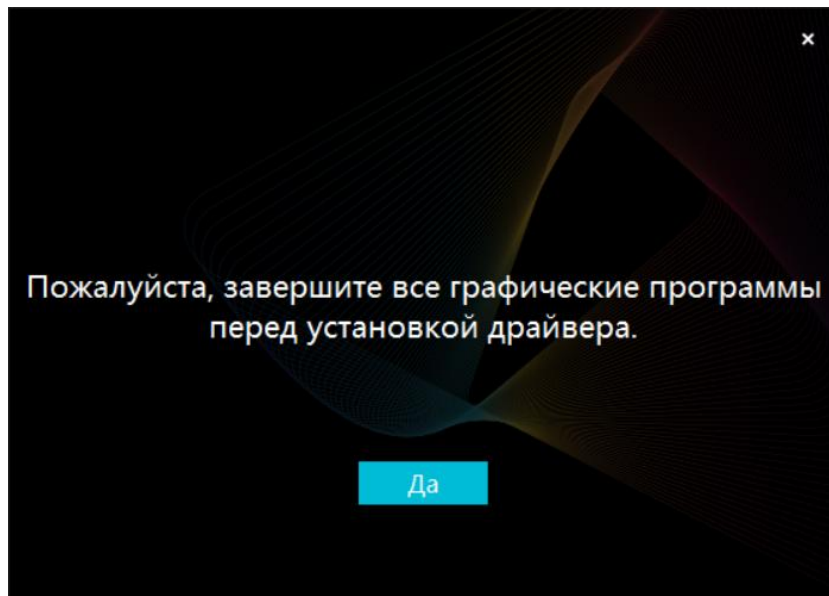 Пожалуйста, завершите все графические программы
перед установкой драйвера.
Да